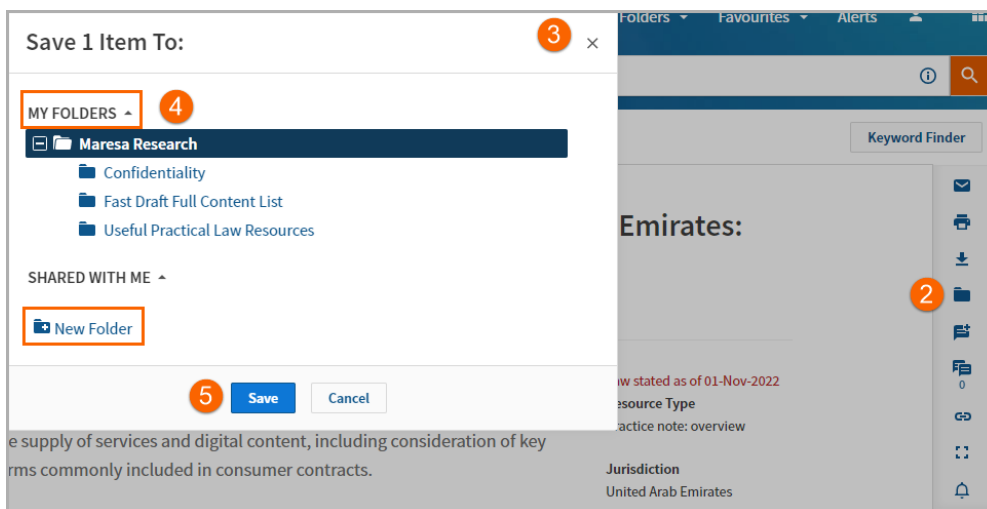 Folders Favourites Alerts
Save 1 Item To:
3
MY FOLDERS
4
Maresa Research
Confidentiality
Fast Draft Full Content List
Useful Practical Law Resources
SHARED WITH ME
New Folder
5
Save
Cancel
Keyword Finder
Emirates:
2
0
aw stated as of 01-Nov-2022
esource Type
ractice note: overview
Jurisdiction
United Arab Emirates
e supply of services and digital content, including consideration of key
rms commonly included in consumer contracts.